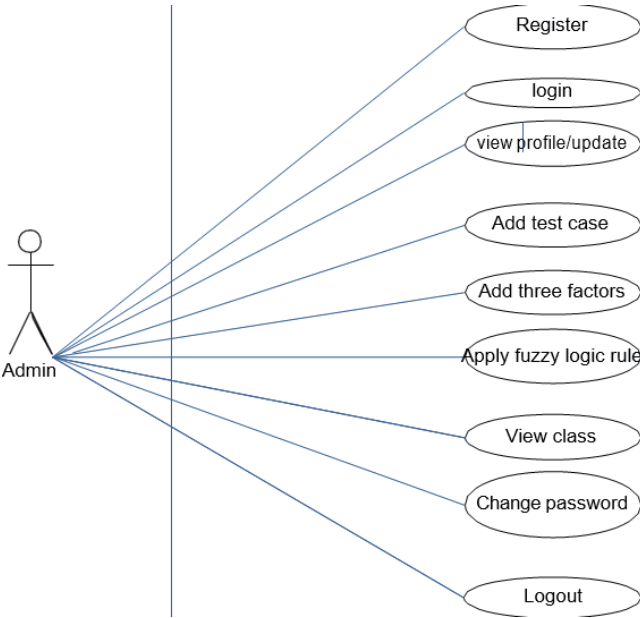 Register
login
view profile/update
Add test case
Add three factors
Apply fuzzy logic rule
Admin
View class
Change password
Logout